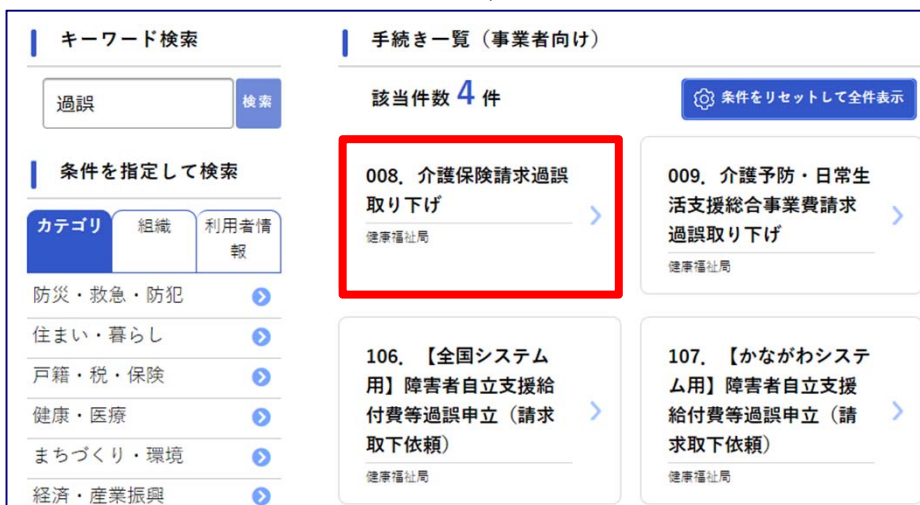 キーワード検索
過誤
検索
条件を指定して検索
カテゴリ
組織
利用者情
報
防災・救急・防犯
住まい・暮らし
戸籍・税・保険
健康・医療
まちづくり・環境
経済・産業振興
手続き一覧（事業者向け）
該当件数 4 件
条件をリセットして全件表示
008．介護保険請求過誤
取り下げ
健康福祉局
009．介護予防・日常生
活支援総合事業費請求
過誤取り下げ
健康福祉局
106．【全国システム
用】障害者自立支援給
付費等過誤申立（請求
取下依頼）
健康福祉局
107．【かながわシステ
ム用】障害者自立支援
給付費等過誤申立（請
求取下依頼）
健康福祉局